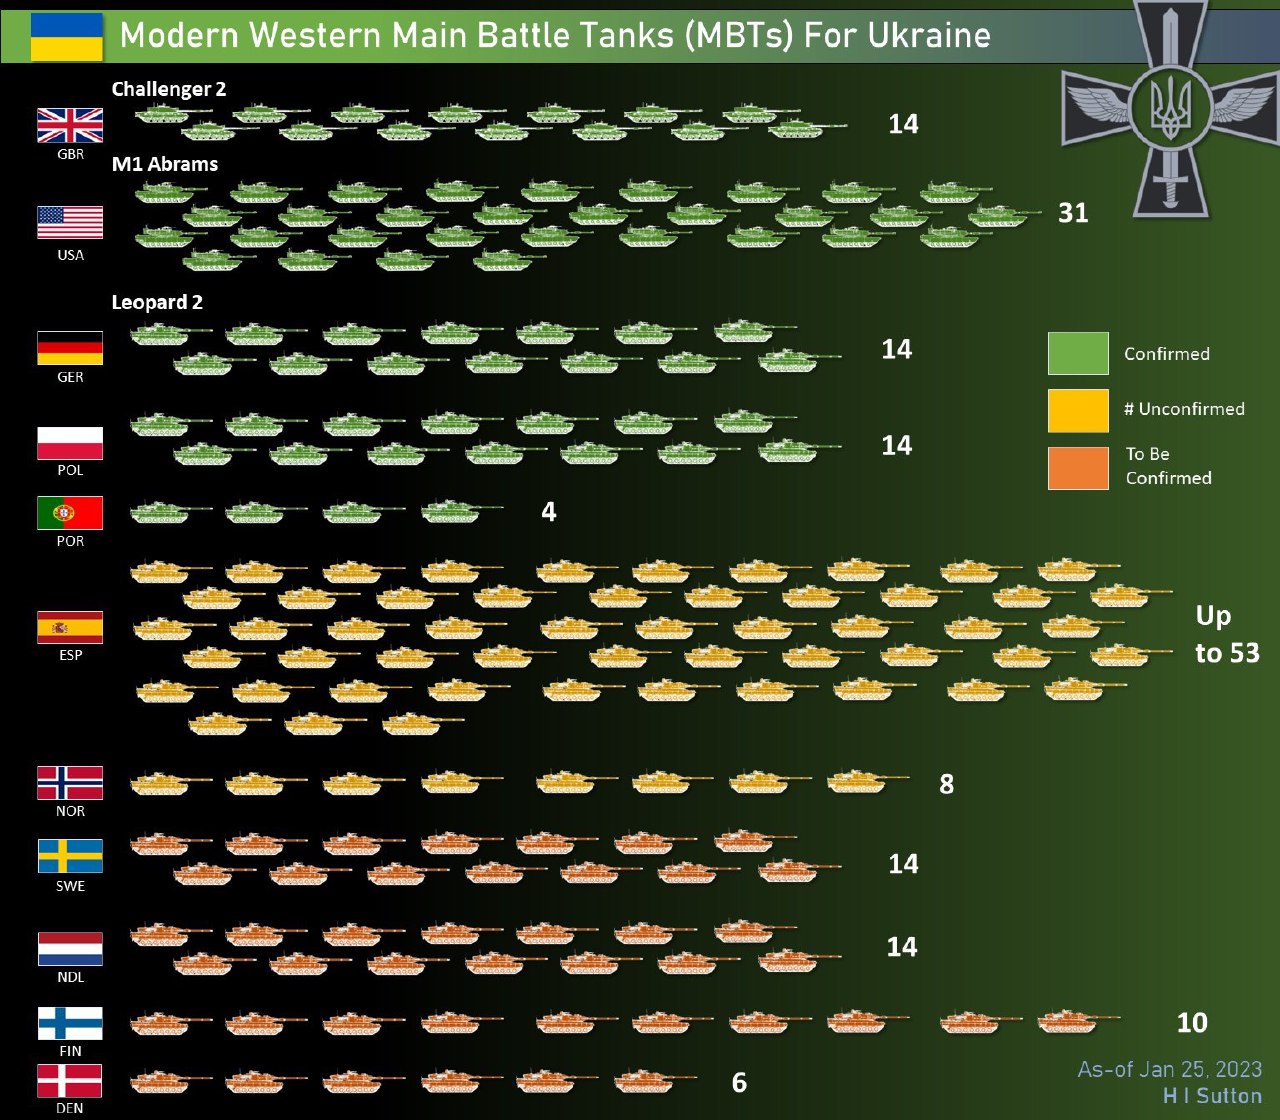 Modern Western Main Battle Tanks (MBTs) For Ukraine
Challenger 2
GBR
14
M1 Abrams
USA
31
Leopard 2
GER
14
Confirmed
# Unconfirmed
To Be
Confirmed
POL
14
POR
4
ESP
Up
to 53
NOR
8
SWE
14
NDL
14
FIN
10
DEN
6
As-of Jan 25, 2023
H I Sutton